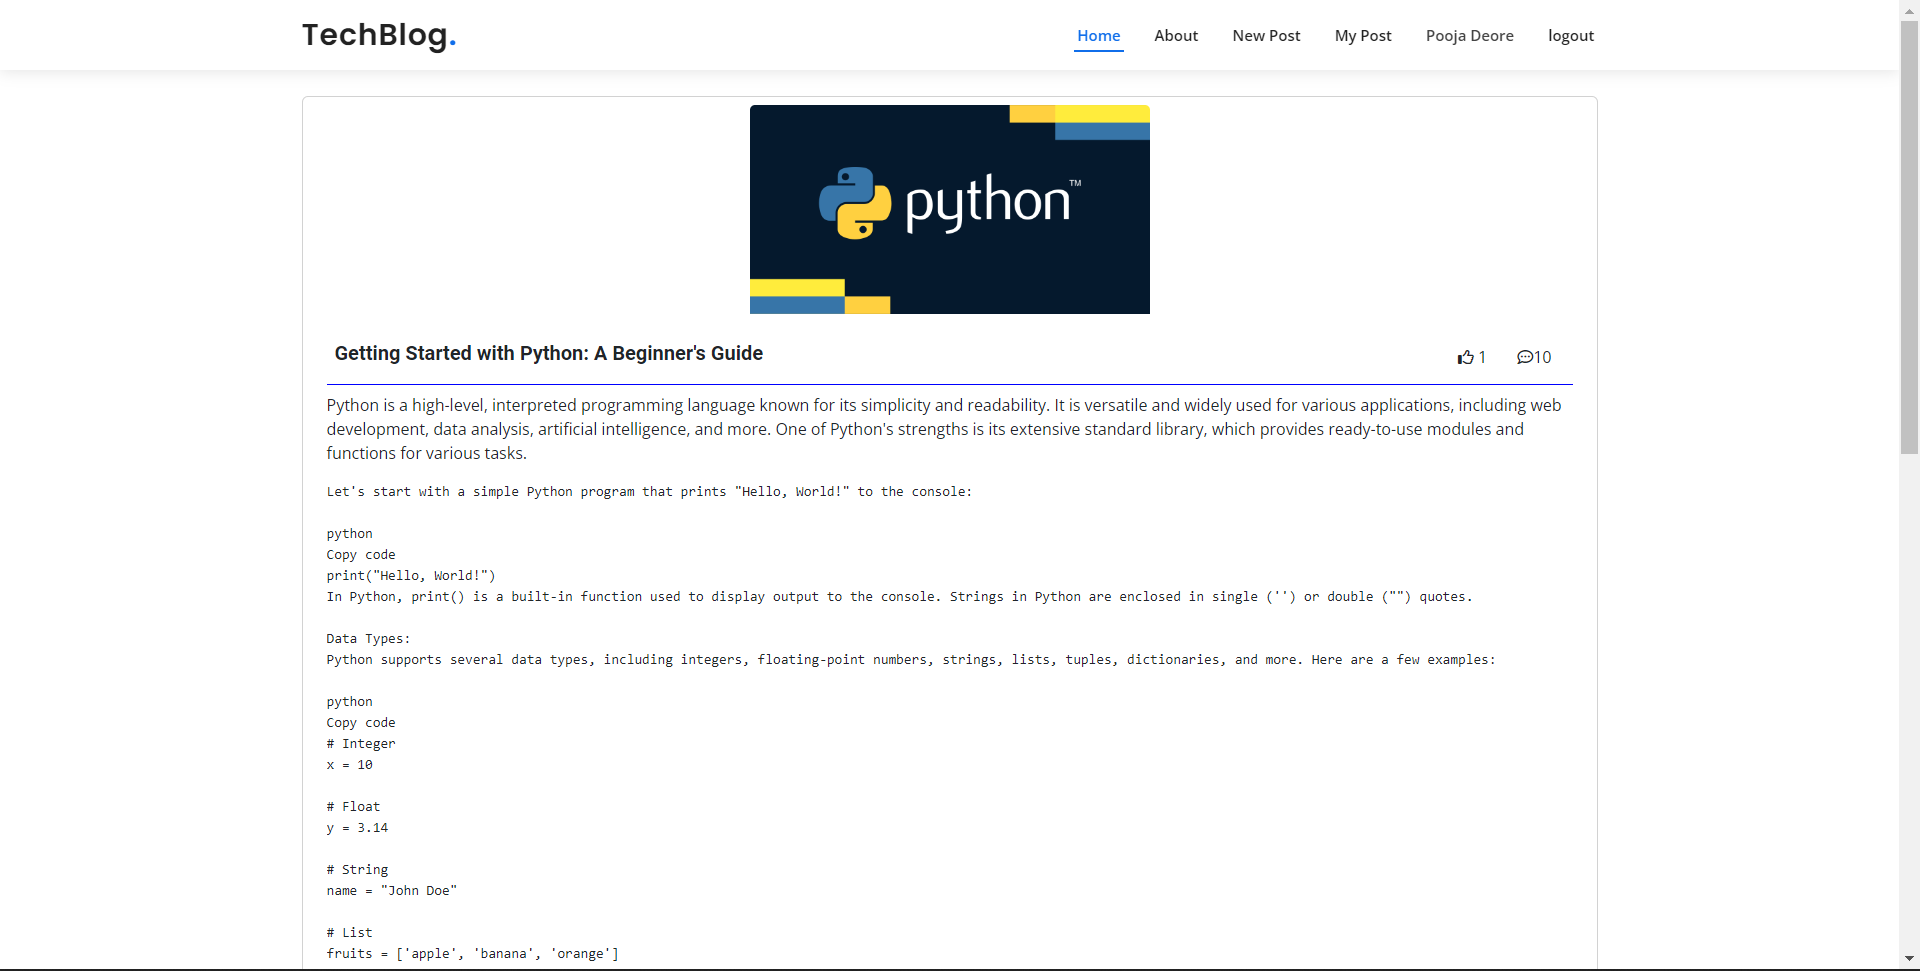 TechBlog.
Home About New Post My Post Pooja Deore logout
python™
Getting Started with Python: A Beginner's Guide
1 10
Python is a high-level, interpreted programming language known for its simplicity and readability. It is versatile and widely used for various applications, including web
development, data analysis, artificial intelligence, and more. One of Python's strengths is its extensive standard library, which provides ready-to-use modules and
functions for various tasks.
Let's start with a simple Python program that prints "Hello, World!" to the console:
python
Copy code
print("Hello, World!")
In Python, print() is a built-in function used to display output to the console. Strings in Python are enclosed in single ('') or double ("") quotes.
Data Types:
Python supports several data types, including integers, floating-point numbers, strings, lists, tuples, dictionaries, and more. Here are a few examples:
python
Copy code
# Integer
x = 10
# Float
y = 3.14
# String
name = "John Doe"
# List
fruits = ['apple', 'banana', 'orange']